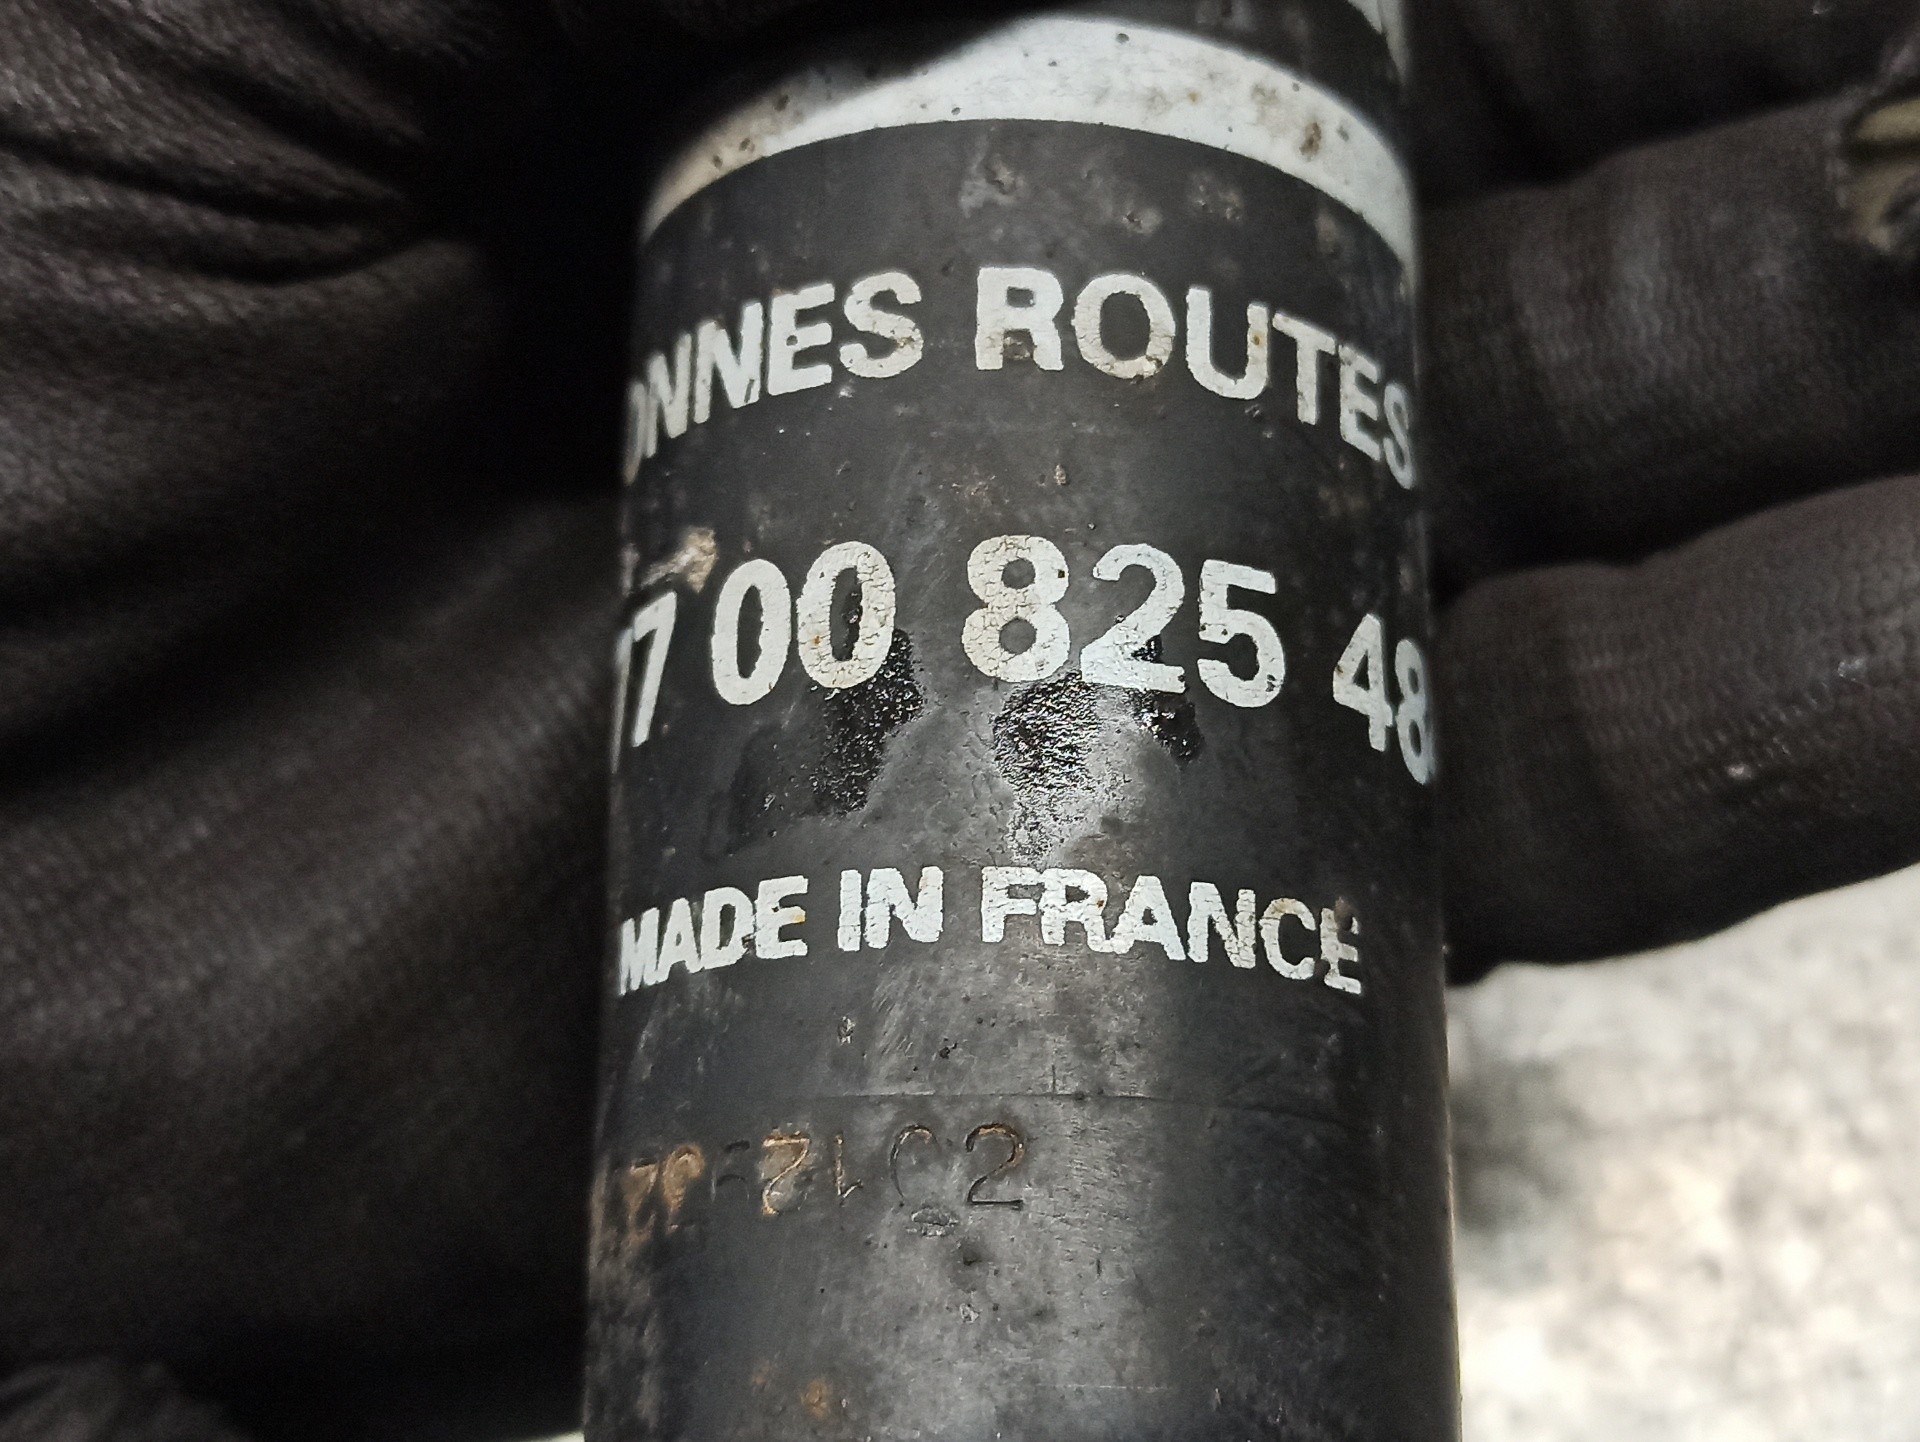 ONNES ROUTES
77 00 825 48
MADE IN FRANCE